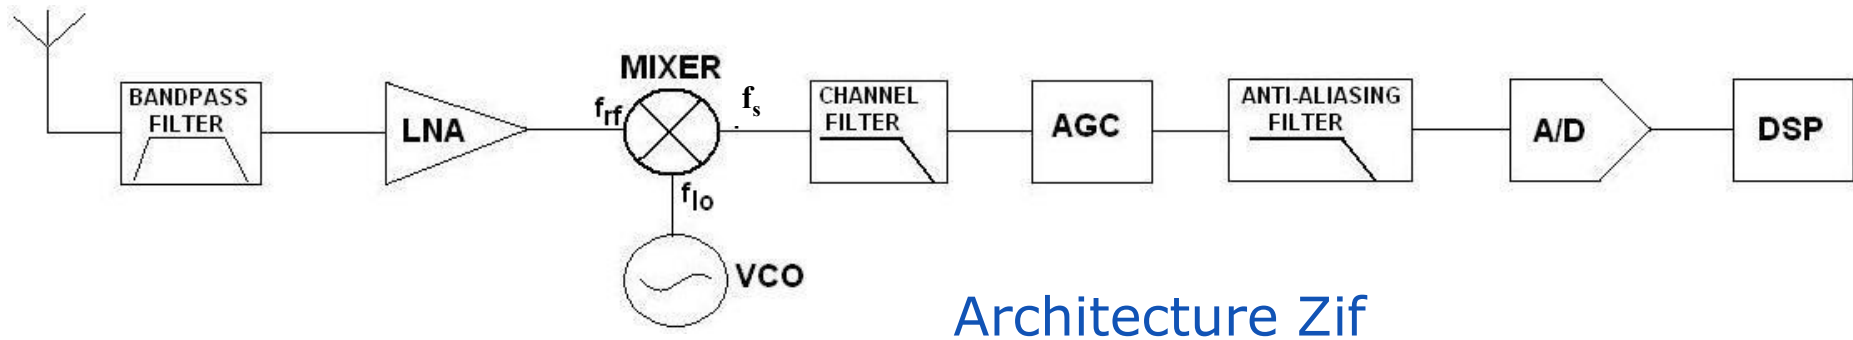 BANDPASS
FILTER
LNA
MIXER
frf
fs
flo
VCO
CHANNEL
FILTER
AGC
ANTI-ALIASING
FILTER
A/D
DSP
Architecture Zif